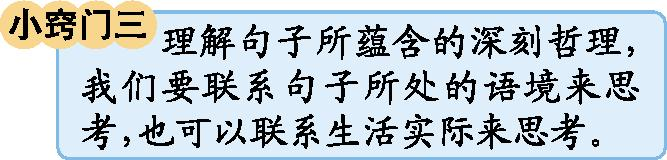 小窍门三
理解句子所蕴含的深刻哲理,
我们要联系句子所处的语境来思
考,也可以联系生活实际来思考。